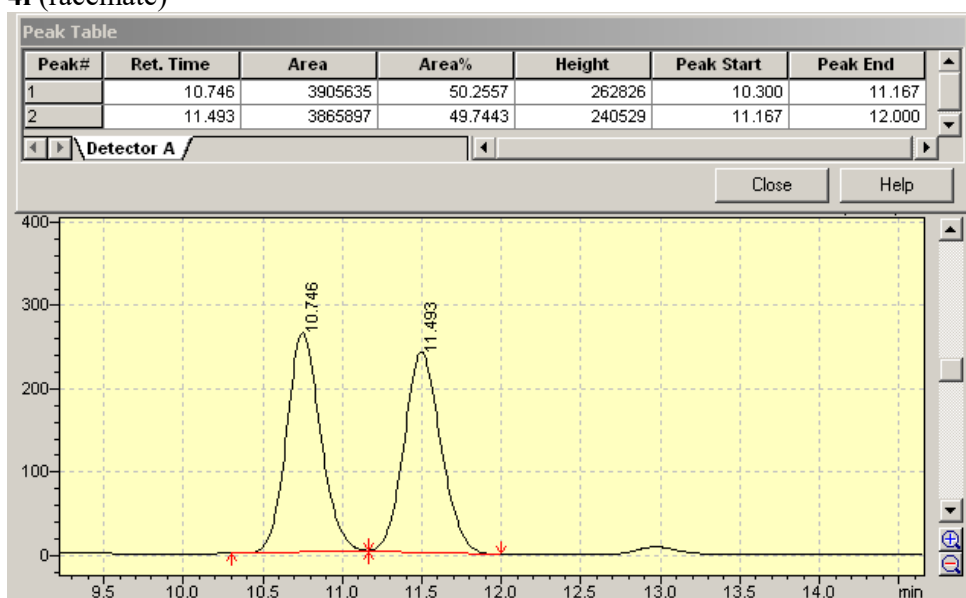 (racemate)
Peak Table
Peak# Ret. Time Area Area% Height Peak Start Peak End
1 10.746 3905635 50.2557 262826 10.300 11.167
2 11.493 3865897 49.7443 240529 11.167 12.000
Detector A
Close Help
400
300
200
100
0
10.746
11.493
9.5 10.0 10.5 11.0 11.5 12.0 12.5 13.0 13.5 14.0 min